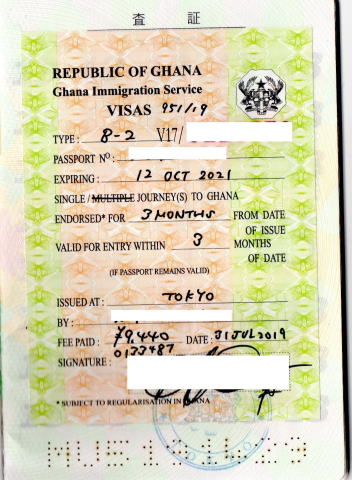 査証
REPUBLIC OF GHANA
Ghana Immigration Service
VISAS 951/19
TYPE : 8-2 V17/
PASSPORT Nº :
EXPIRING : 12 OCT 2021
SINGLE / MULTIPLE JOURNEY(S) TO GHANA
ENDORSED* FOR 3 MONTHS FROM DATE
OF ISSUE
VALID FOR ENTRY WITHIN 3 MONTHS
OF DATE
(IF PASSPORT REMAINS VALID)
ISSUED AT : TOKYO
BY :
FEE PAID : ¥9,440 DATE : 31 JUL 2019
0133487
SIGNATURE :
* SUBJECT TO REGULARISATION IN GHANA